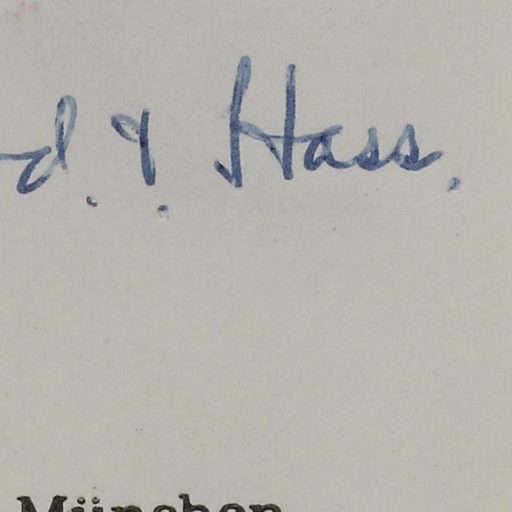 d. y. Hass.
München